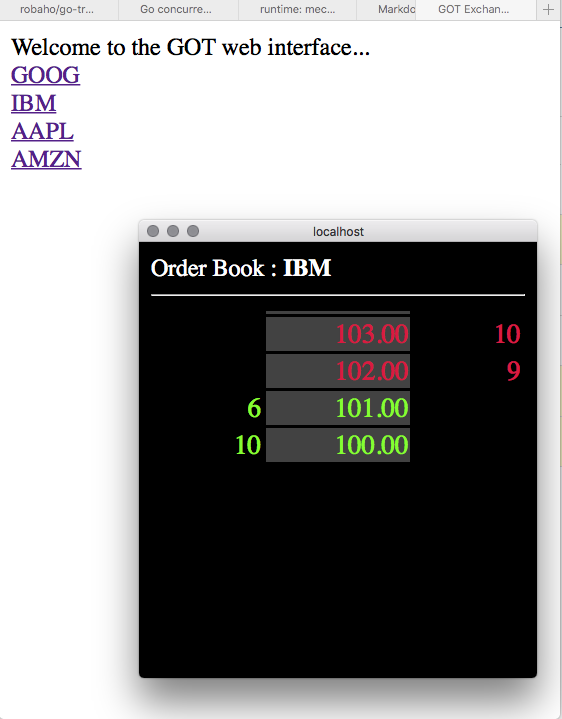 robaho/go-tr... Go concurre... runtime: mec... Markdo GOT Exchan... +
Welcome to the GOT web interface...
GOOG
IBM
AAPL
AMZN
localhost
Order Book : IBM
103.00 10
102.00 9
6 101.00
10 100.00